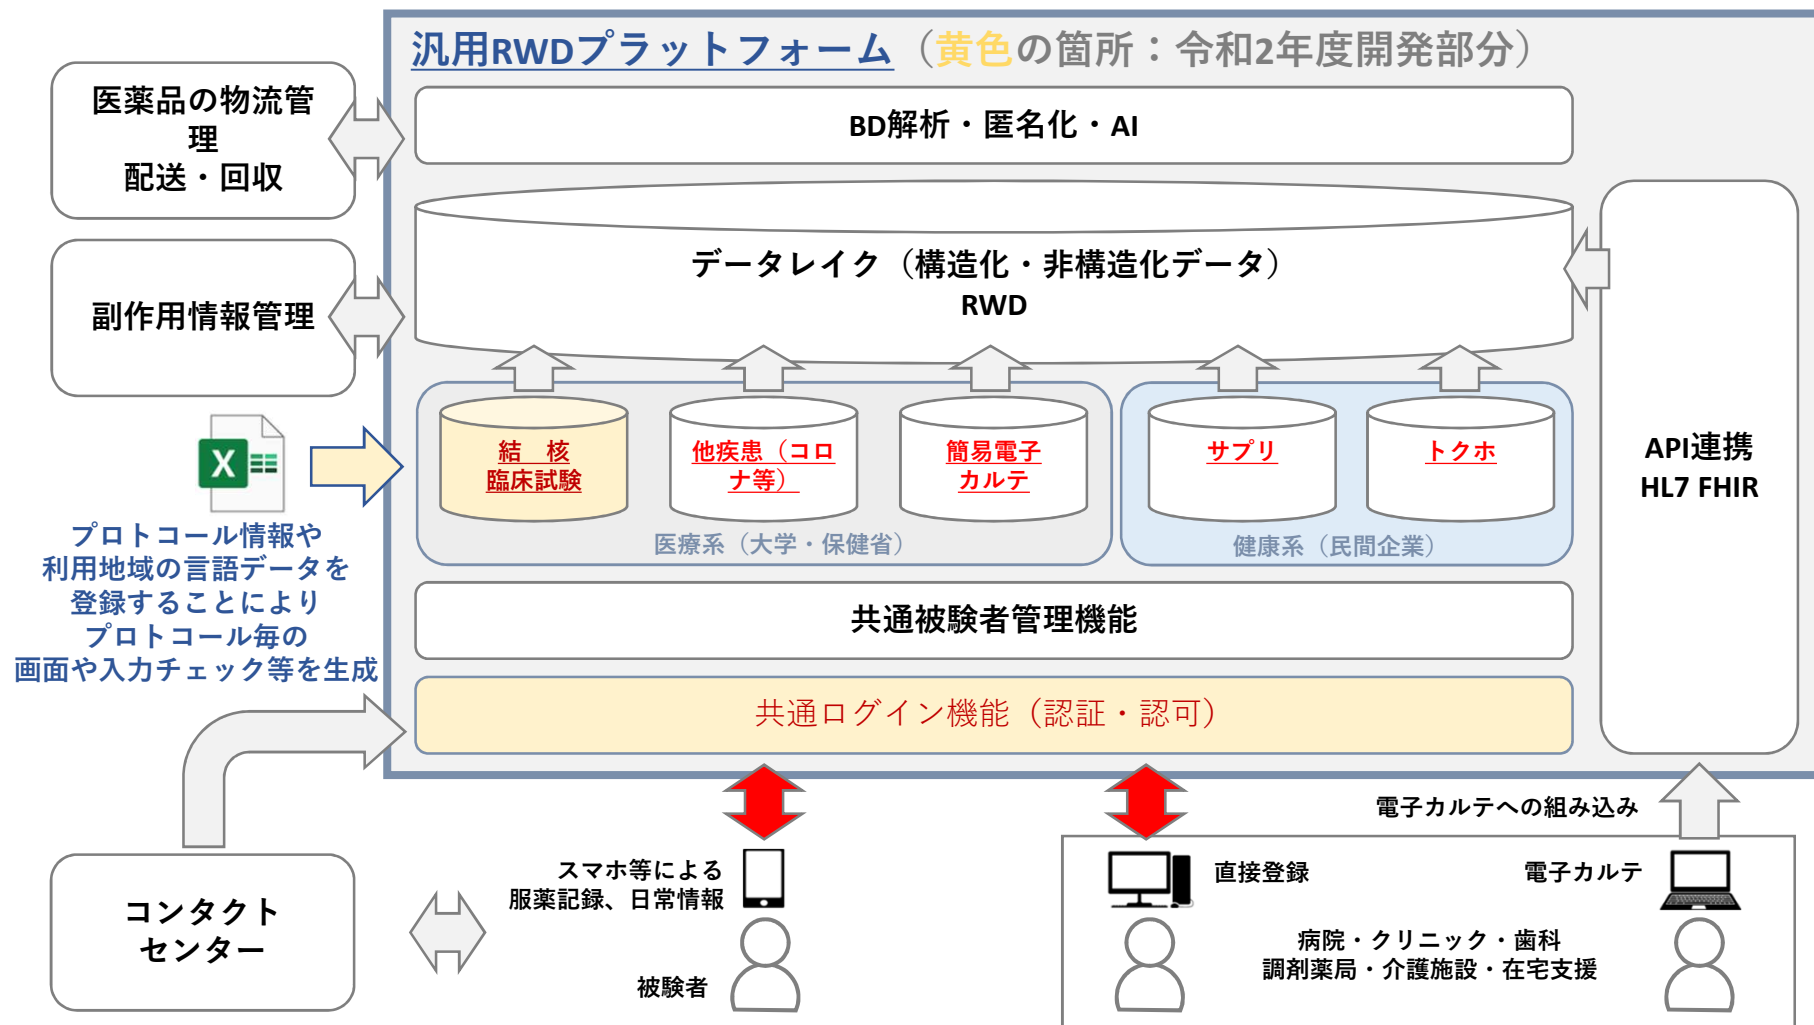 汎用RWDプラットフォーム（黄色の箇所：令和2年度開発部分）
医薬品の物流管
理
配送・回収
BD解析・匿名化・AI
データレイク（構造化・非構造化データ）
RWD
副作用情報管理
X
結　核
臨床試験
他疾患（コロ
ナ等）
簡易電子
カルテ
サプリ
トクホ
医療系（大学・保健省）
健康系（民間企業）
API連携
HL7 FHIR
プロトコール情報や
利用地域の言語データを
登録することにより
プロトコール毎の
画面や入力チェック等を生成
共通被験者管理機能
共通ログイン機能（認証・認可）
電子カルテへの組み込み
コンタクト
センター
スマホ等による
服薬記録、日常情報
被験者
直接登録
電子カルテ
病院・クリニック・歯科
調剤薬局・介護施設・在宅支援